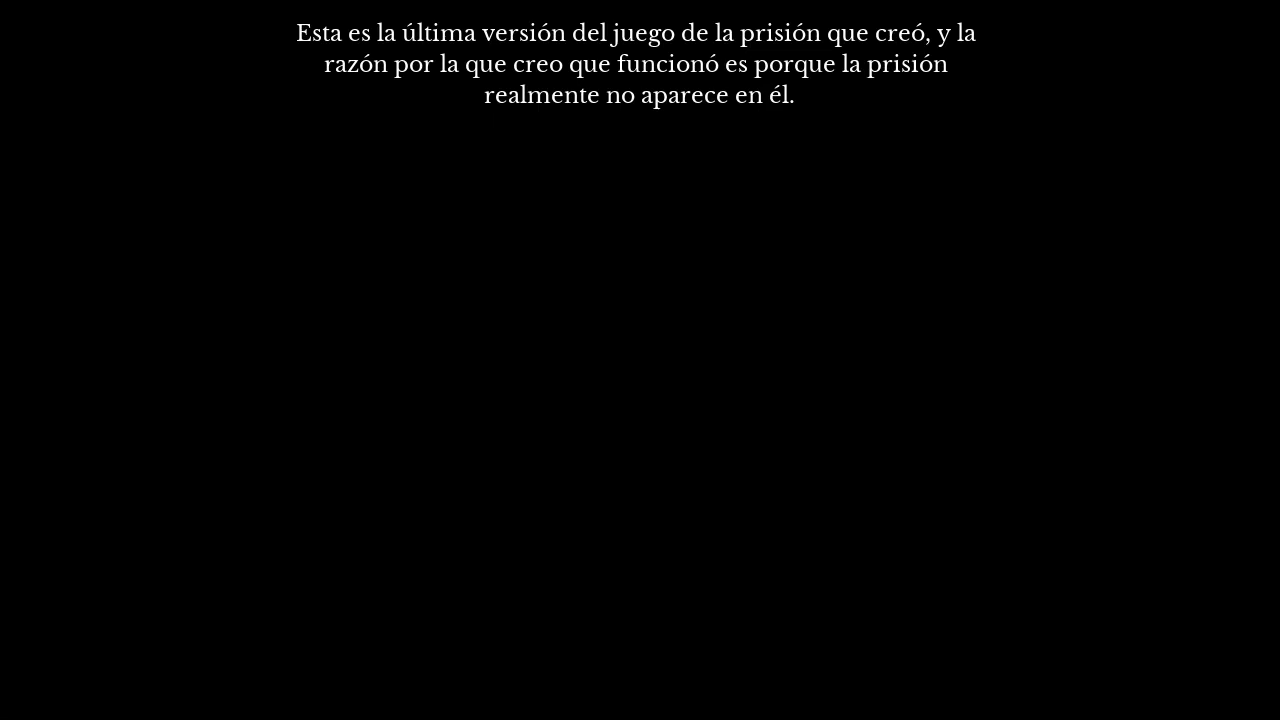 Esta es la última versión del juego de la prisión que creó, y la
razón por la que creo que funcionó es porque la prisión
realmente no aparece en él.